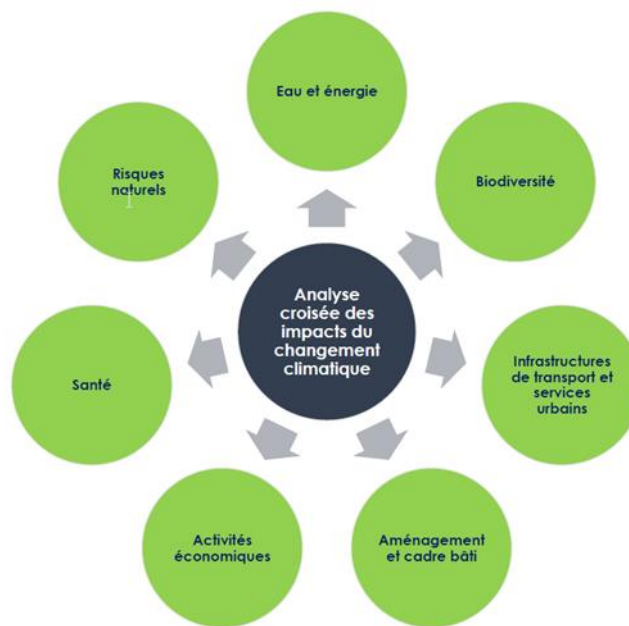 Eau et énergie
Biodiversité
Infrastructures
de transport et
services
urbains
Aménagement
et cadre bâti
Activités
économiques
Santé
Risques
naturels
Analyse
croisée des
impacts du
changement
climatique